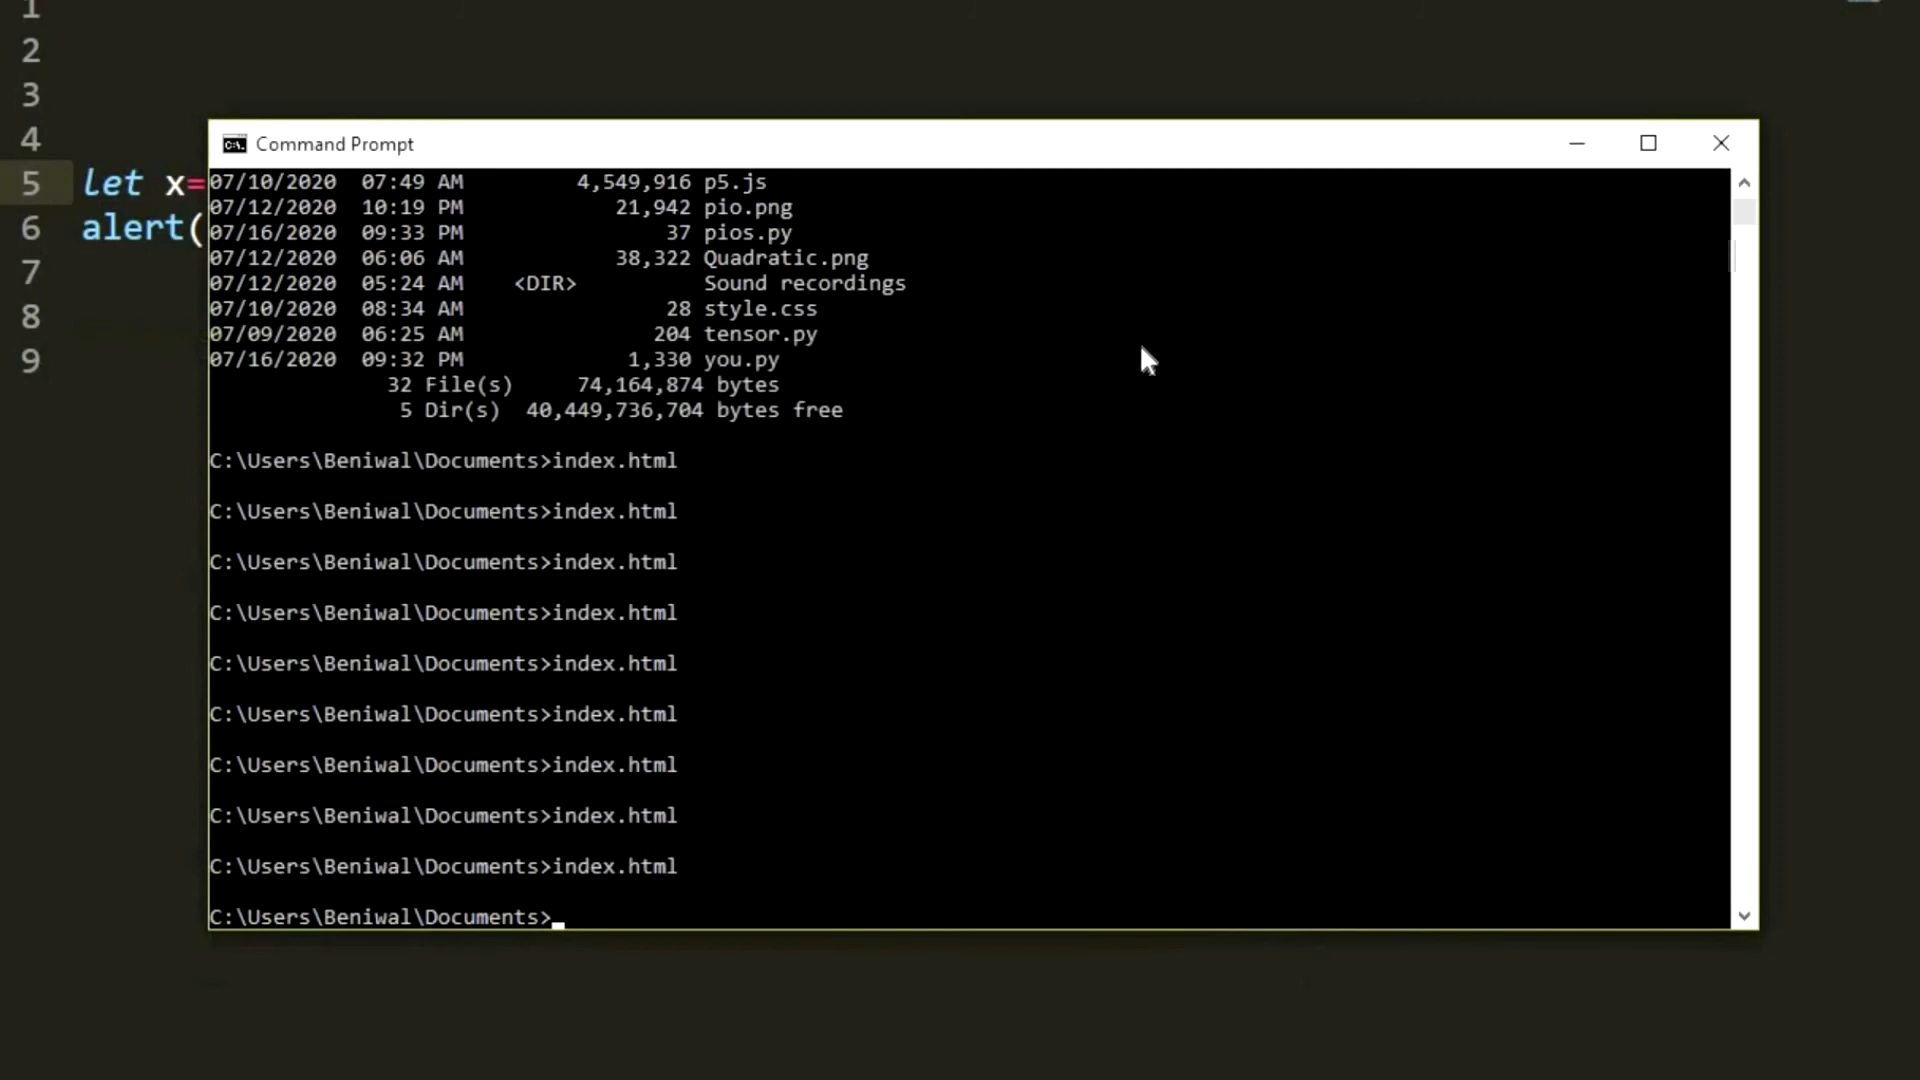 1
2
3
4
Command Prompt
5 let x=
6 alert(
7
8
9
07/10/2020 07:49 AM 4,549,916 p5.js
07/12/2020 10:19 PM 21,942 pio.png
07/16/2020 09:33 PM 37 pios.py
07/12/2020 06:06 AM 38,322 Quadratic.png
07/12/2020 05:24 AM <DIR> Sound recordings
07/10/2020 08:34 AM 28 style.css
07/09/2020 06:25 AM 204 tensor.py
07/16/2020 09:32 PM 1,330 you.py
32 File(s) 74,164,874 bytes
5 Dir(s) 40,449,736,704 bytes free
C:\Users\Beniwal\Documents>index.html
C:\Users\Beniwal\Documents>index.html
C:\Users\Beniwal\Documents>index.html
C:\Users\Beniwal\Documents>index.html
C:\Users\Beniwal\Documents>index.html
C:\Users\Beniwal\Documents>index.html
C:\Users\Beniwal\Documents>index.html
C:\Users\Beniwal\Documents>index.html
C:\Users\Beniwal\Documents>index.html
C:\Users\Beniwal\Documents>